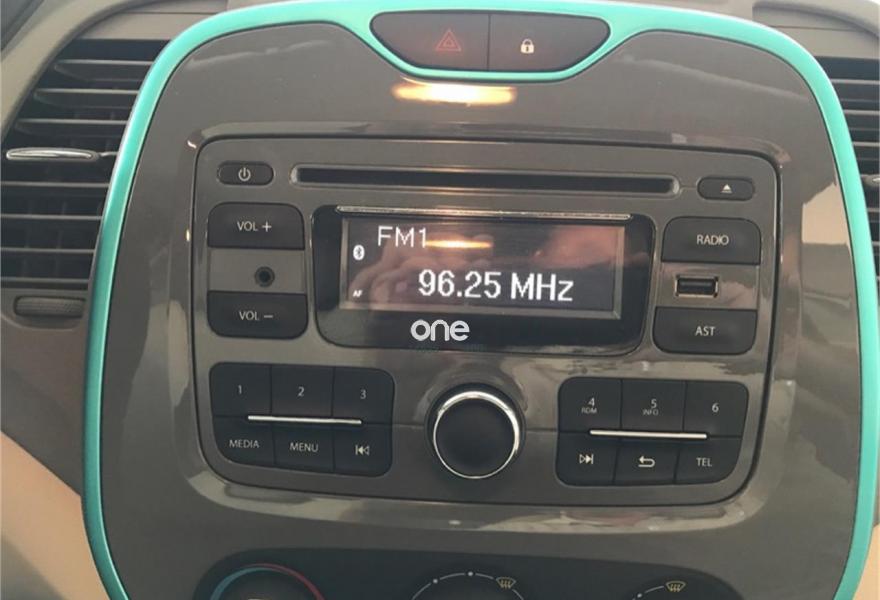 VOL +
RADIO
FM1
AF
96.25 MHz
VOL −
AST
one
1
2
3
4
RDM
5
INFO
6
MEDIA
MENU
TEL